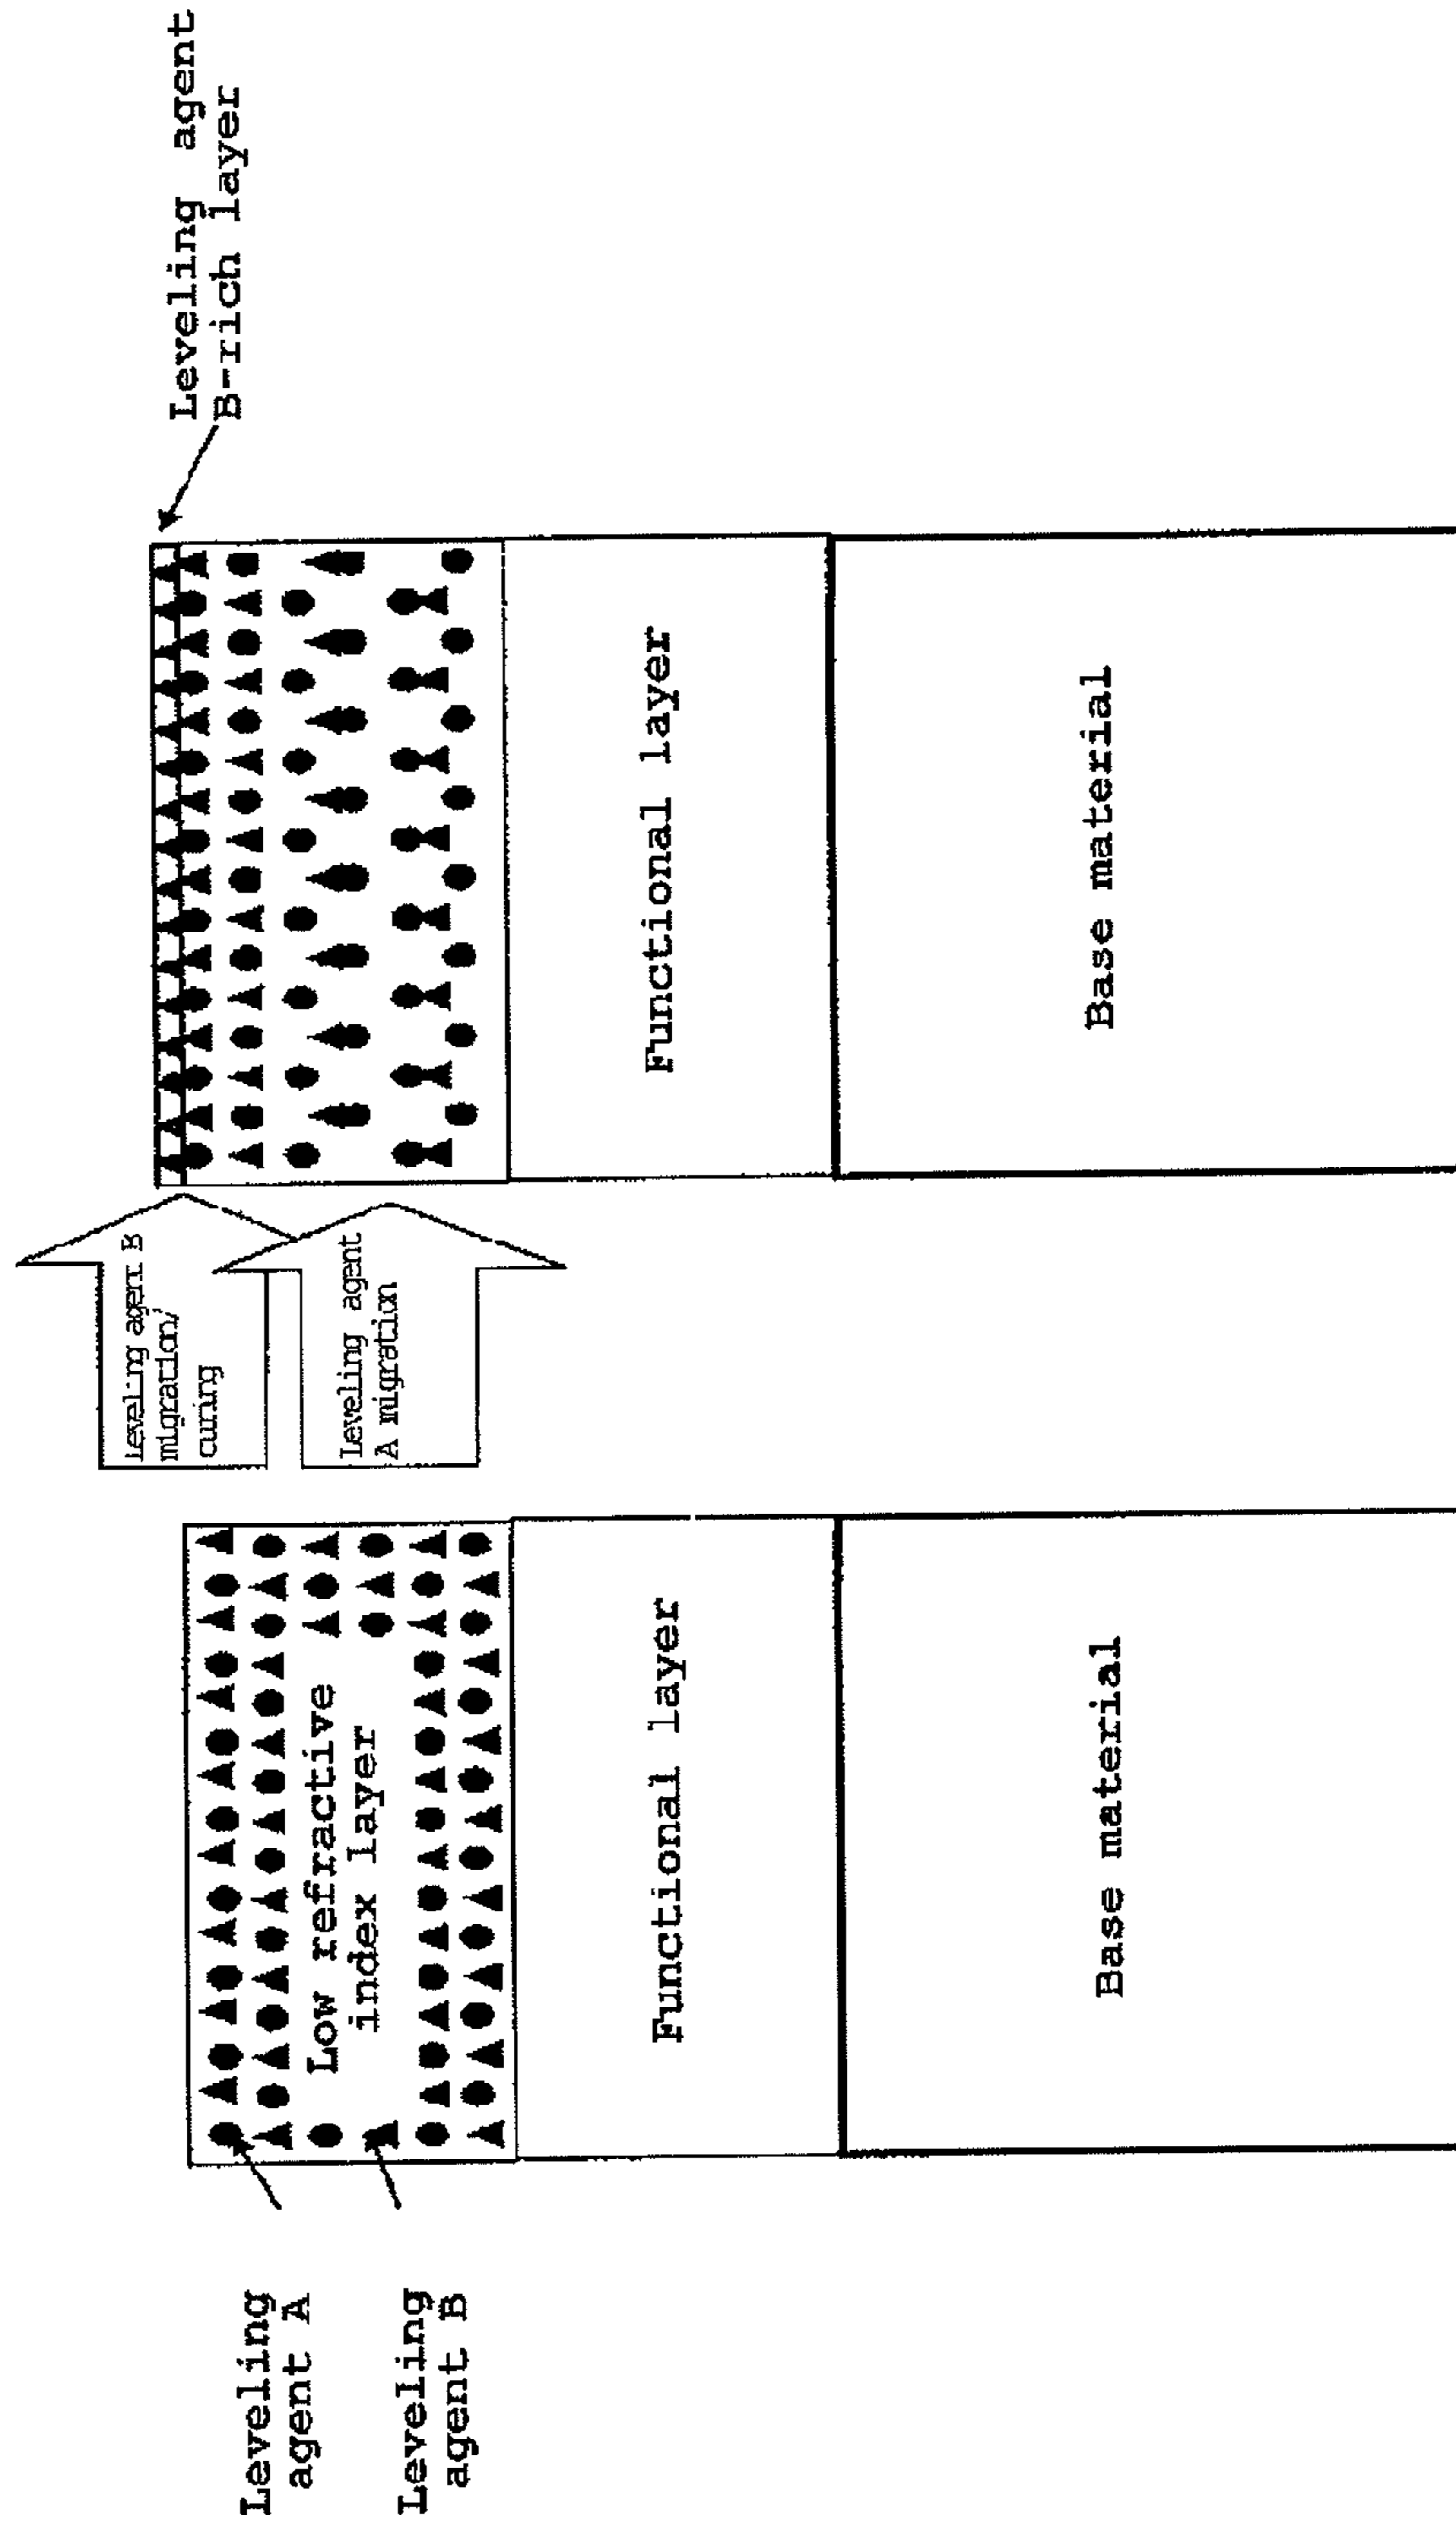 Leveling
agent A
Leveling
agent B
Low refractive
index layer
Functional layer
Base material
Leveling agent B
migration/
curing
Leveling agent
A migration
Leveling agent
B-rich layer
Functional layer
Base material